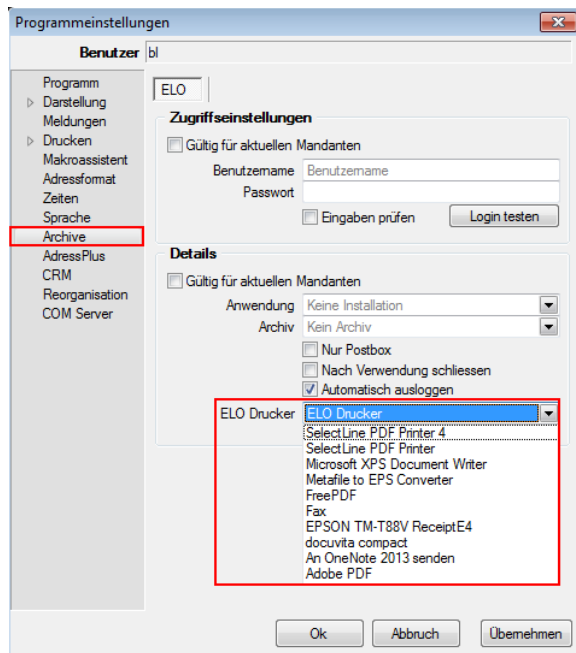 Programmeinstellungen
Benutzer bl
Programm
Darstellung
Meldungen
Drucken
Makroassistent
Adressformat
Zeiten
Sprache
Archive
AdressPlus
CRM
Reorganisation
COM Server
ELO
Zugriffseinstellungen
Gültig für aktuellen Mandanten
Benutzername Benutzername
Passwort
Eingaben prüfen Login testen
Details
Gültig für aktuellen Mandanten
Anwendung Keine Installation
Archiv Kein Archiv
Nur Postbox
Nach Verwendung schliessen
Automatisch ausloggen
ELO Drucker ELO Drucker
SelectLine PDF Printer 4
SelectLine PDF Printer
Microsoft XPS Document Writer
Metafile to EPS Converter
FreePDF
Fax
EPSON TM-T88V ReceiptE4
docuvita compact
An OneNote 2013 senden
Adobe PDF
Ok Abbruch Übernehmen